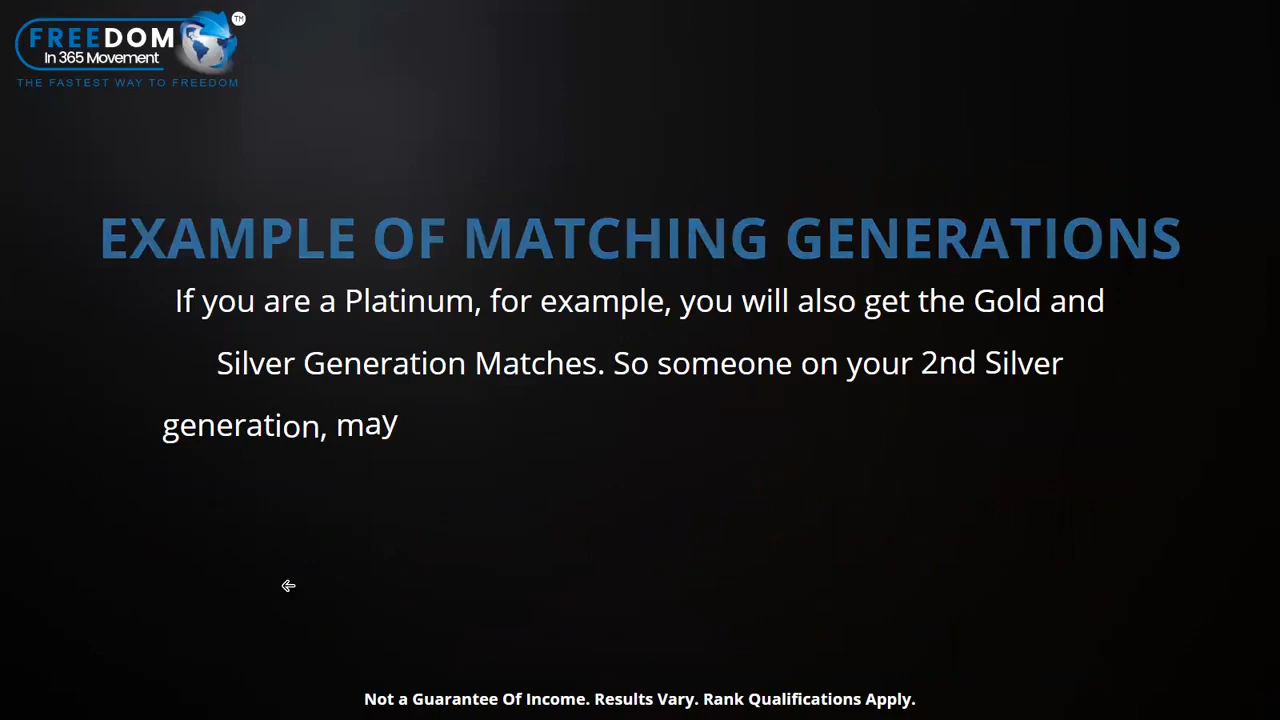 FREEDOM
TM
In 365 Movement
THE FASTEST WAY TO FREEDOM
EXAMPLE OF MATCHING GENERATIONS
If you are a Platinum, for example, you will also get the Gold and
Silver Generation Matches. So someone on your 2nd Silver
generation, may
Not a Guarantee Of Income. Results Vary. Rank Qualifications Apply.